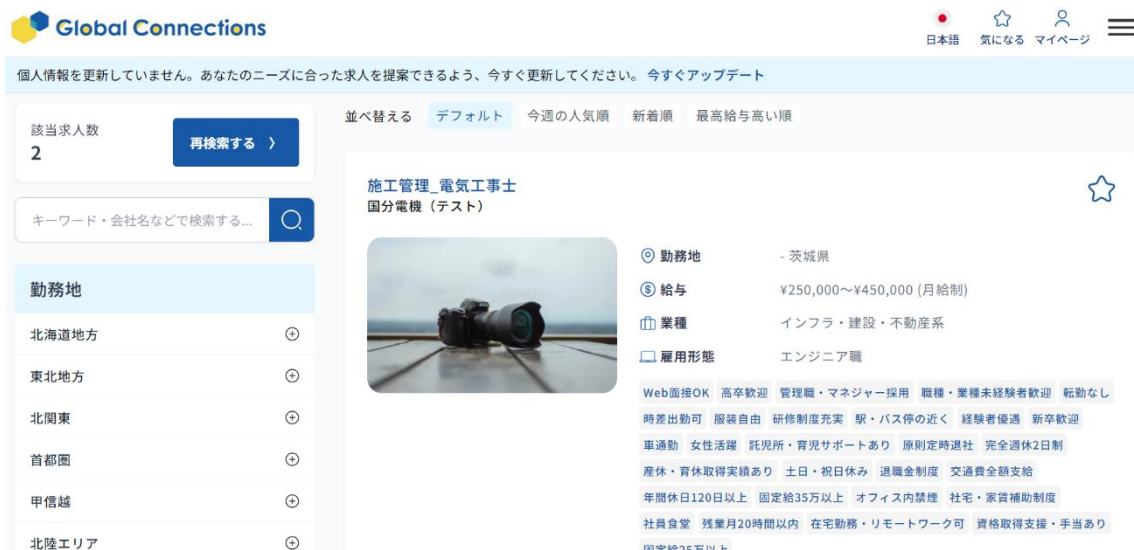 Global Connections
日本語 気になる マイページ
個人情報を更新していません。あなたのニーズに合った求人を提案できるよう、今すぐ更新してください。 今すぐアップデート
該当求人数
2
再検索する 〉
キーワード・会社名などで検索する...
勤務地
北海道地方
東北地方
北関東
首都圏
甲信越
北陸エリア
並べ替える デフォルト 今週の人気順 新着順 最高給与高い順
施工管理_電気工事士
国分電機（テスト）
勤務地 - 茨城県
給与 ¥250,000〜¥450,000 (月給制)
業種 インフラ・建設・不動産系
雇用形態 エンジニア職
Web面接OK 高卒歓迎 管理職・マネジャー採用 職種・業種未経験者歓迎 転勤なし
時差出勤可 服装自由 研修制度充実 駅・バス停の近く 経験者優遇 新卒歓迎
車通勤 女性活躍 託児所・育児サポートあり 原則定時退社 完全週休2日制
産休・育休取得実績あり 土日・祝日休み 退職金制度 交通費全額支給
年間休日120日以上 固定給35万以上 オフィス内禁煙 社宅・家賃補助制度
社員食堂 残業月20時間以内 在宅勤務・リモートワーク可 資格取得支援・手当あり
固定給25万以上